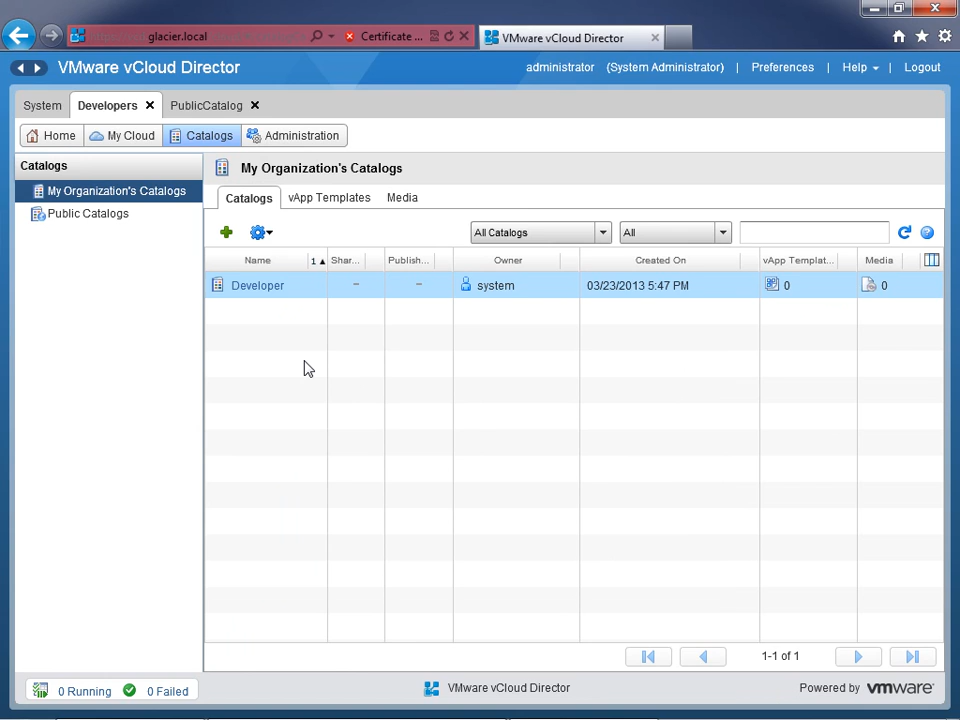 glacier.local
Certificate ...
VMware vCloud Director
VMware vCloud Director
administrator (System Administrator) | Preferences | Help | Logout
System
Developers
PublicCatalog
Home
My Cloud
Catalogs
Administration
Catalogs
My Organization's Catalogs
Public Catalogs
My Organization's Catalogs
Catalogs
vApp Templates
Media
All Catalogs
All
Name 1 Shar... Publish... Owner Created On vApp Templat... Media
Developer – – system 03/23/2013 5:47 PM 0 0
1-1 of 1
0 Running 0 Failed
VMware vCloud Director
Powered by vmware